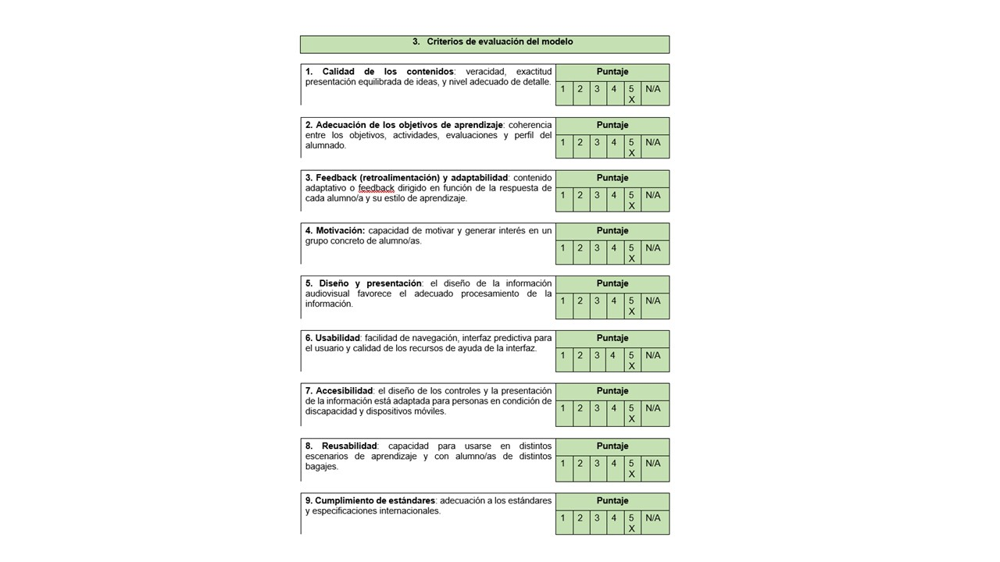 3. Criterios de evaluación del modelo
1. Calidad de los contenidos: veracidad, exactitud
presentación equilibrada de ideas, y nivel adecuado de detalle.
Puntaje
1 2 3 4 5 N/A
X
2. Adecuación de los objetivos de aprendizaje: coherencia
entre los objetivos, actividades, evaluaciones y perfil del
alumnado.
Puntaje
1 2 3 4 5 N/A
X
3. Feedback (retroalimentación) y adaptabilidad: contenido
adaptativo o feedback dirigido en función de la respuesta de
cada alumno/a y su estilo de aprendizaje.
Puntaje
1 2 3 4 5 N/A
X
4. Motivación: capacidad de motivar y generar interés en un
grupo concreto de alumno/as.
Puntaje
1 2 3 4 5 N/A
X
5. Diseño y presentación: el diseño de la información
audiovisual favorece el adecuado procesamiento de la
información.
Puntaje
1 2 3 4 5 N/A
X
6. Usabilidad: facilidad de navegación, interfaz predictiva para
el usuario y calidad de los recursos de ayuda de la interfaz.
Puntaje
1 2 3 4 5 N/A
X
7. Accesibilidad: el diseño de los controles y la presentación
de la información está adaptada para personas en condición de
discapacidad y dispositivos móviles.
Puntaje
1 2 3 4 5 N/A
X
8. Reusabilidad: capacidad para usarse en distintos
escenarios de aprendizaje y con alumno/as de distintos
bagajes.
Puntaje
1 2 3 4 5 N/A
X
9. Cumplimiento de estándares: adecuación a los estándares
y especificaciones internacionales.
Puntaje
1 2 3 4 5 N/A
X